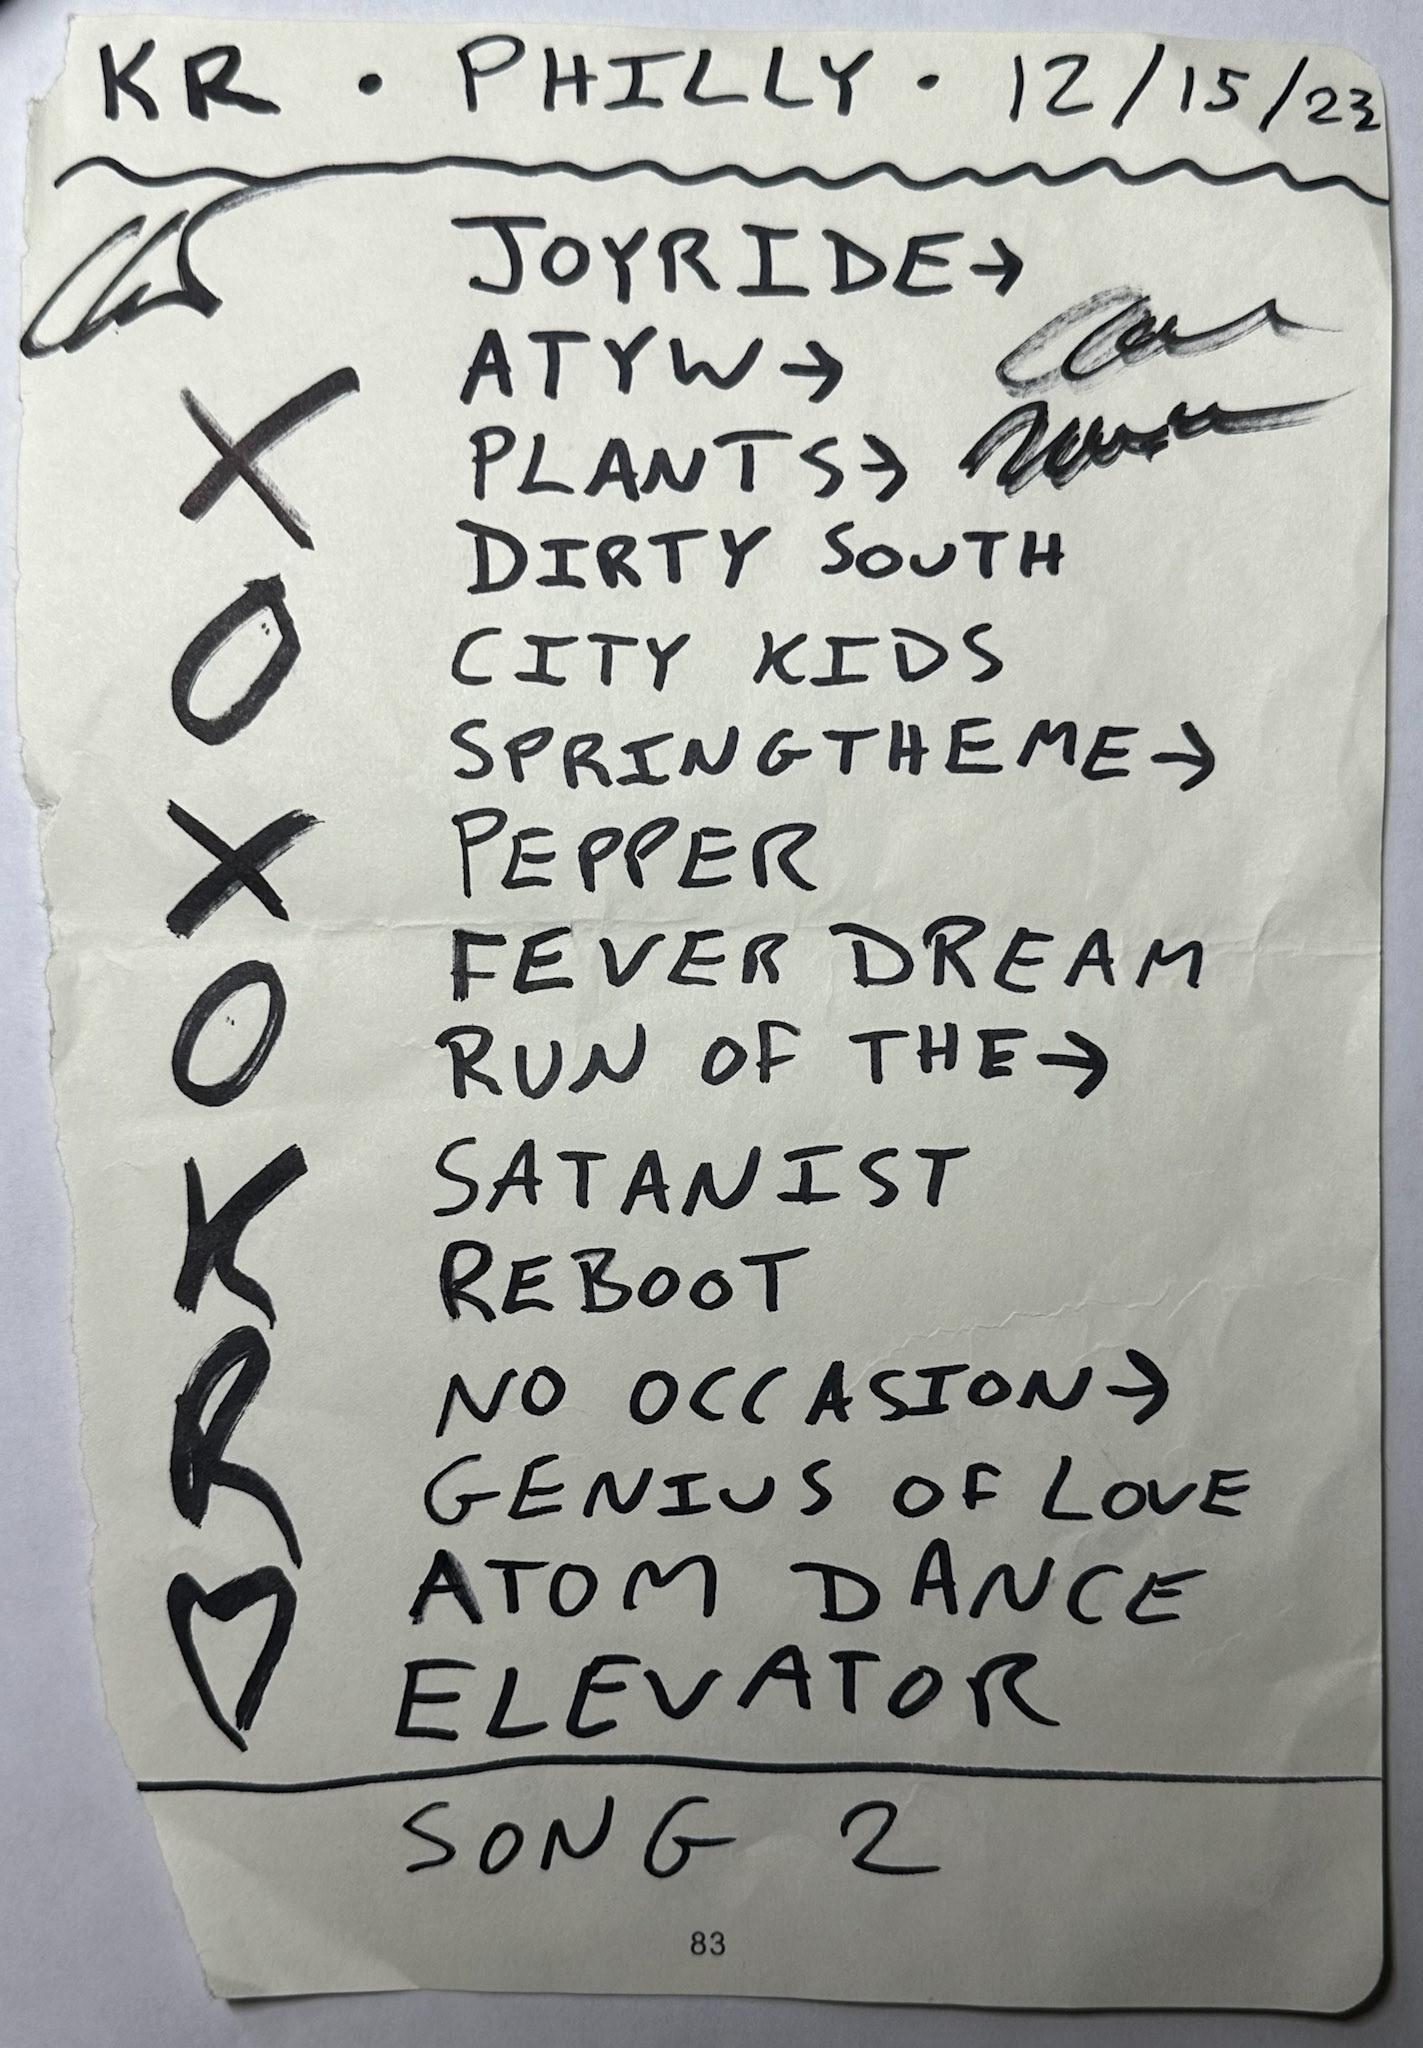 KR • PHILLY • 12/15/23
JOYRIDE→
ATYW→
PLANTS→
DIRTY SOUTH
CITY KIDS
SPRINGTHEME→
PEPPER
FEVER DREAM
RUN OF THE→
SATANIST
REBOOT
NO OCCASION→
GENIUS OF LOVE
ATOM DANCE
ELEVATOR
SONG 2
X
O
X
O
K
R
♡
83